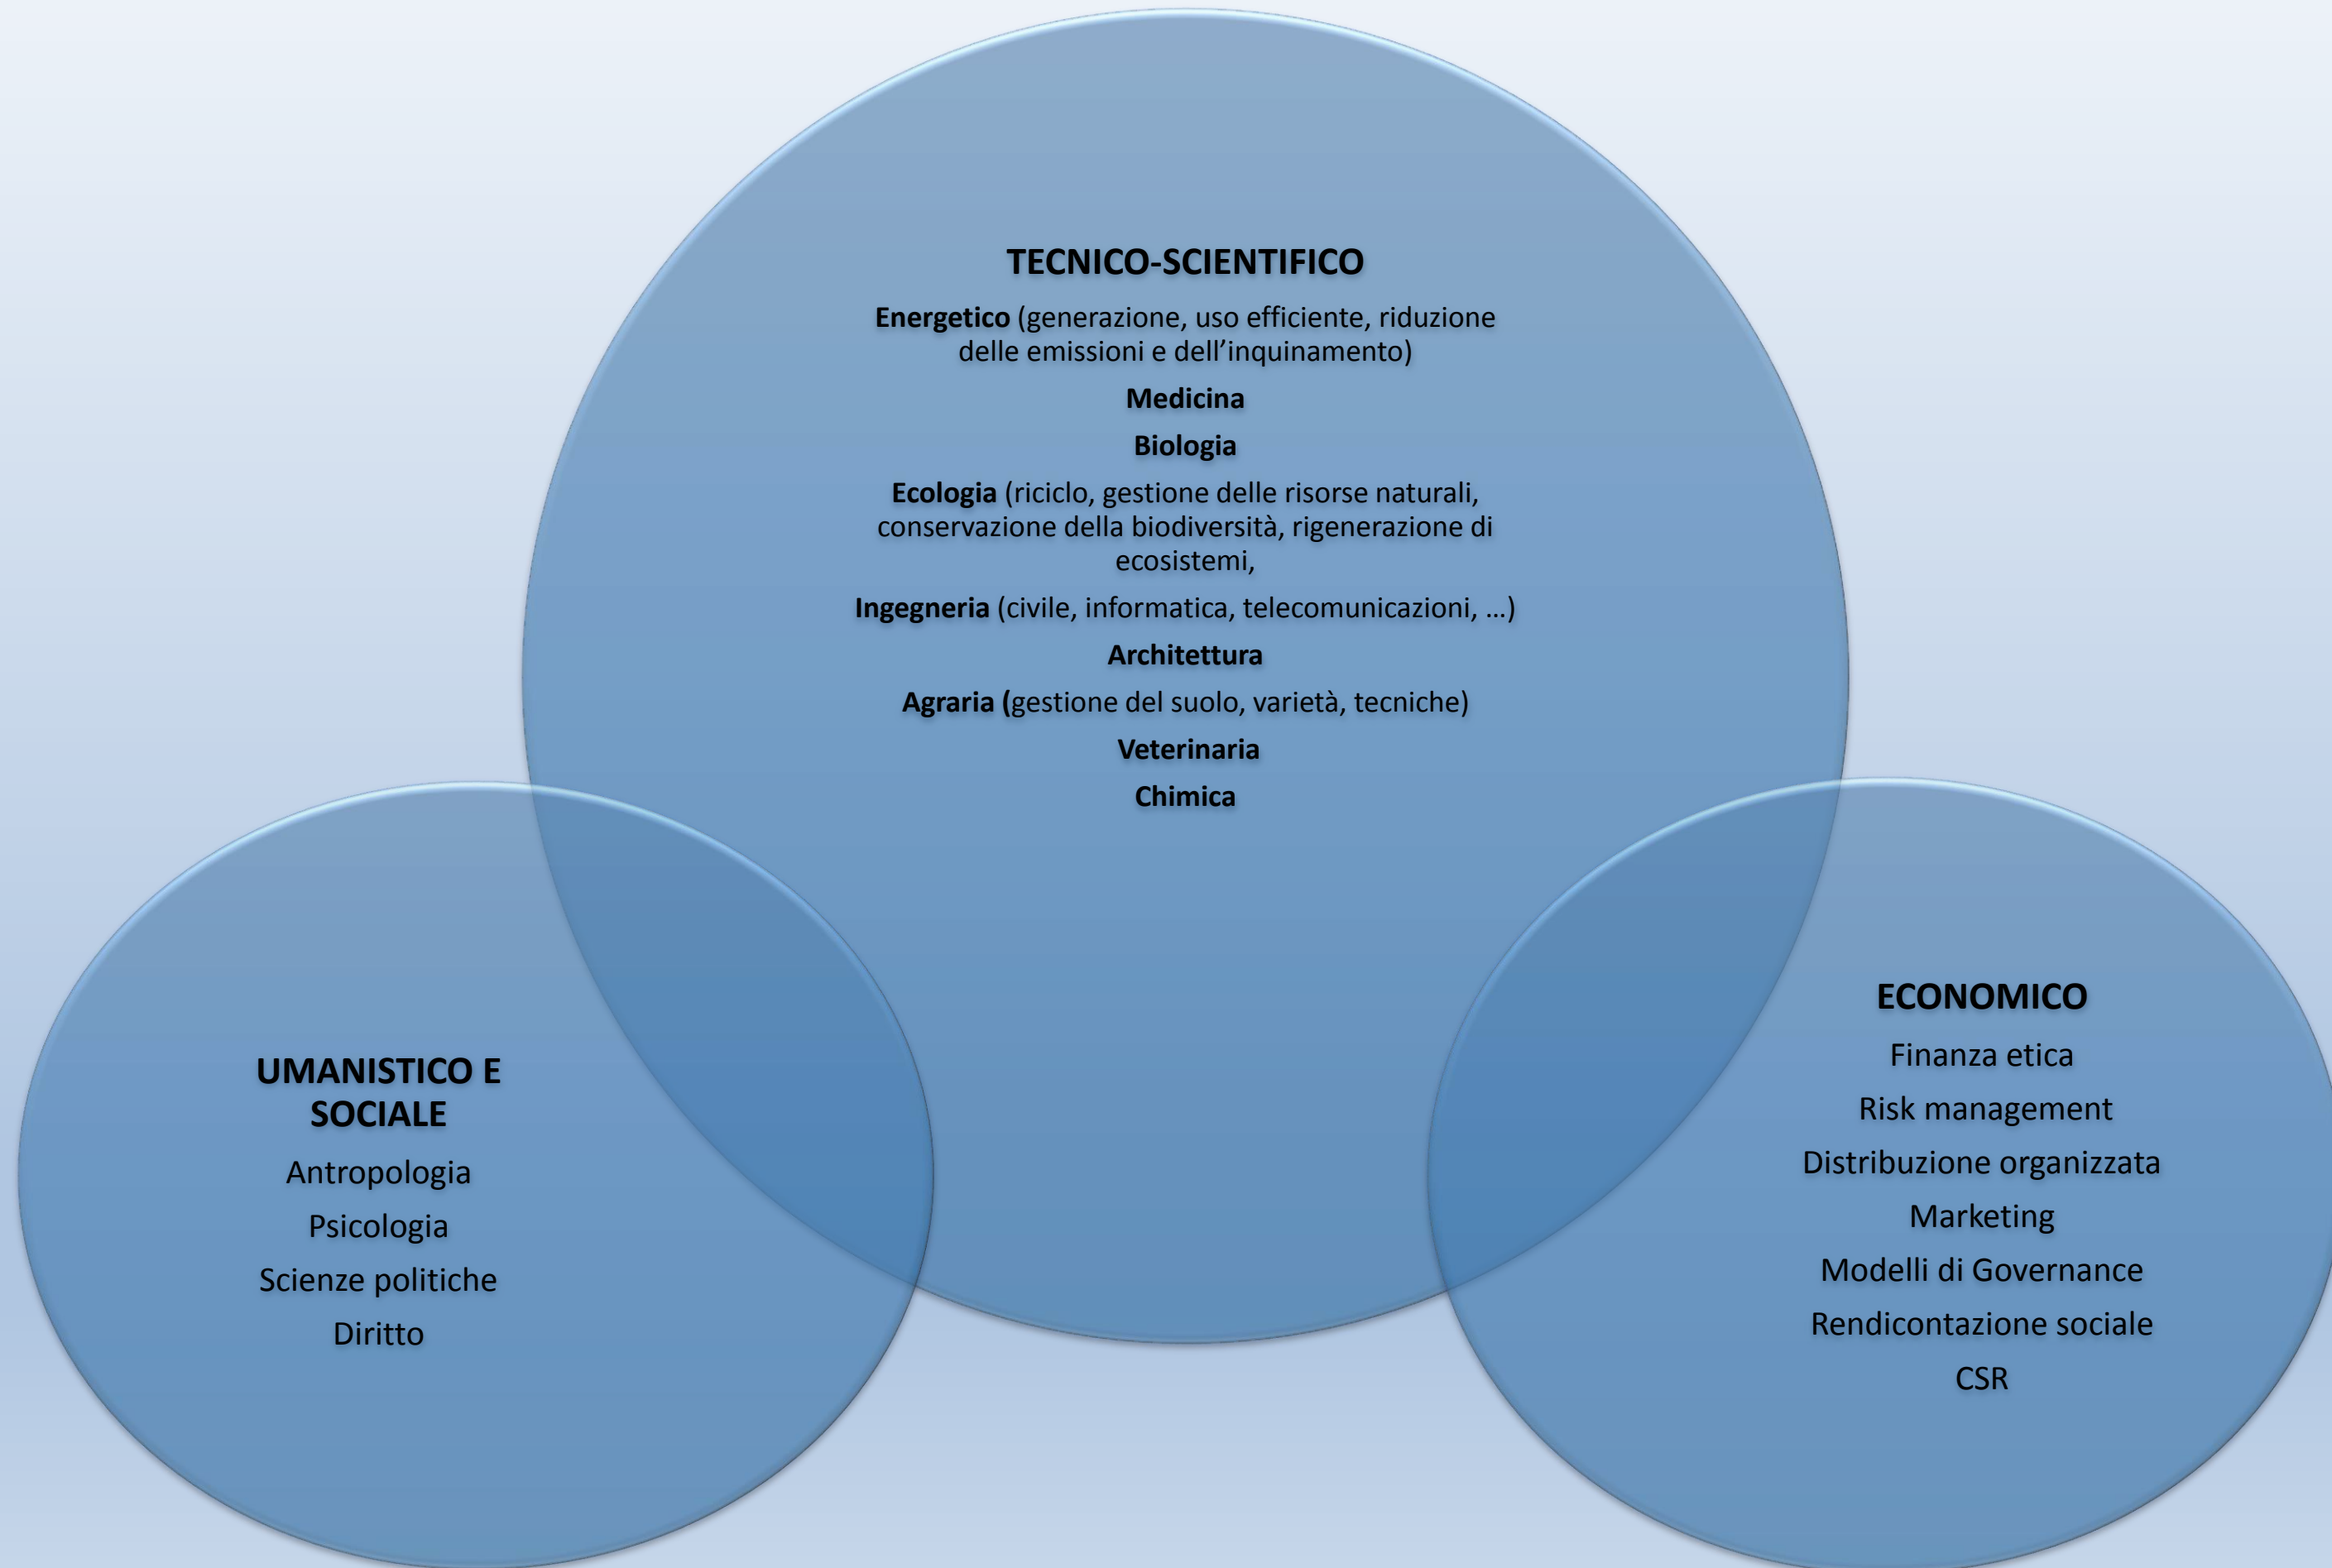 TECNICO-SCIENTIFICO
Energetico (generazione, uso efficiente, riduzione
delle emissioni e dell’inquinamento)
Medicina
Biologia
Ecologia (riciclo, gestione delle risorse naturali,
conservazione della biodiversità, rigenerazione di
ecosistemi,
Ingegneria (civile, informatica, telecomunicazioni, …)
Architettura
Agraria (gestione del suolo, varietà, tecniche)
Veterinaria
Chimica
UMANISTICO E
SOCIALE
Antropologia
Psicologia
Scienze politiche
Diritto
ECONOMICO
Finanza etica
Risk management
Distribuzione organizzata
Marketing
Modelli di Governance
Rendicontazione sociale
CSR